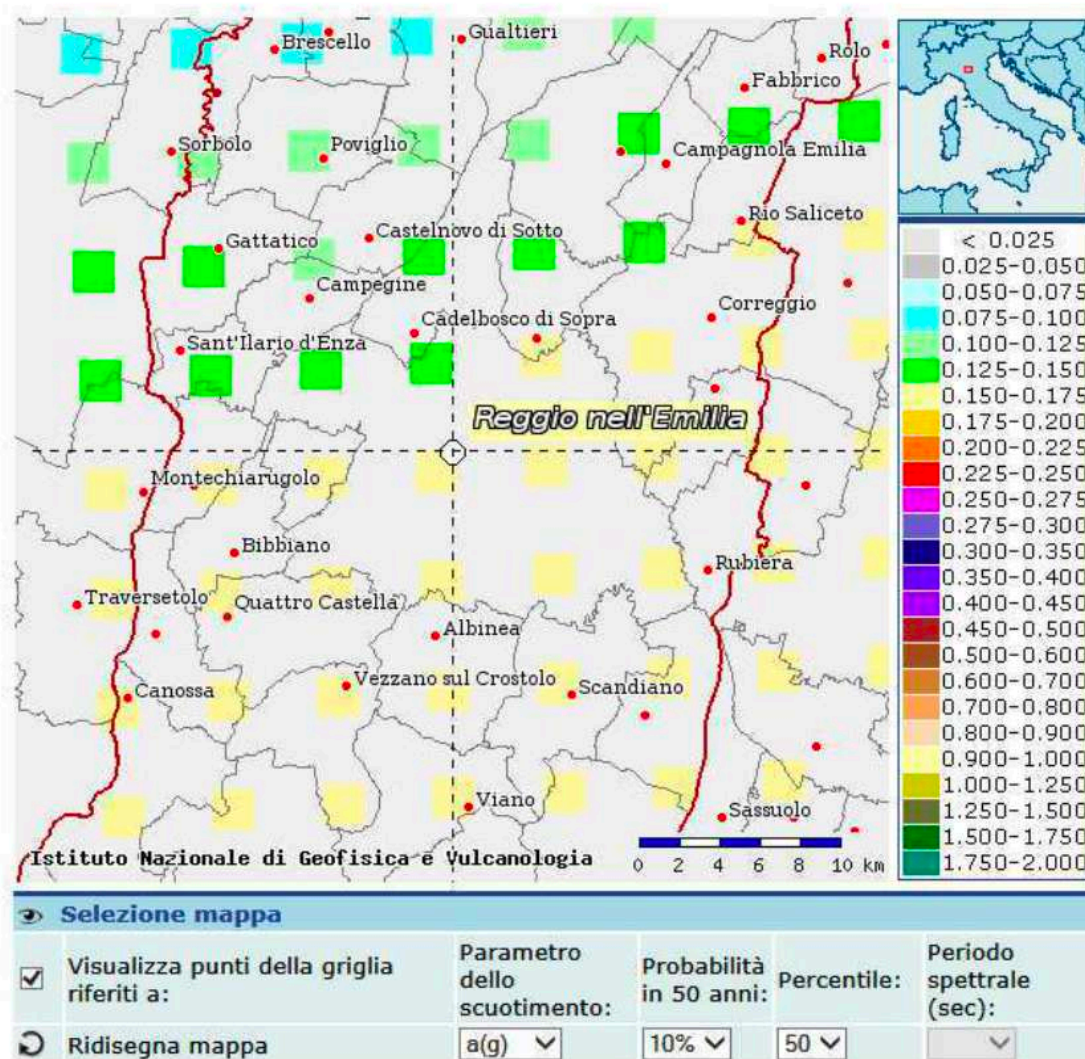 Brescello
Gualtieri
Rolo
Fabbrico
Sorbolo
Poviglio
Campagnola Emilia
Rio Saliceto
Gattatico
Castelnovo di Sotto
Campegine
Correggio
Cadelbosco di Sopra
Sant'Ilario d'Enza
Reggio nell'Emilia
Montechiarugolo
Bibbiano
Rubiera
Traversetolo
Quattro Castella
Albinea
Canossa
Vezzano sul Crostolo
Scandiano
Viano
Sassuolo
Istituto Nazionale di Geofisica e Vulcanologia
0 2 4 6 8 10 km
< 0.025
0.025-0.050
0.050-0.075
0.075-0.100
0.100-0.125
0.125-0.150
0.150-0.175
0.175-0.200
0.200-0.225
0.225-0.250
0.250-0.275
0.275-0.300
0.300-0.350
0.350-0.400
0.400-0.450
0.450-0.500
0.500-0.600
0.600-0.700
0.700-0.800
0.800-0.900
0.900-1.000
1.000-1.250
1.250-1.500
1.500-1.750
1.750-2.000
Selezione mappa
Visualizza punti della griglia
riferiti a:
Parametro
dello
scuotimento:
Probabilità
in 50 anni:
Percentile:
Periodo
spettrale
(sec):
Ridisegna mappa
a(g)
10%
50